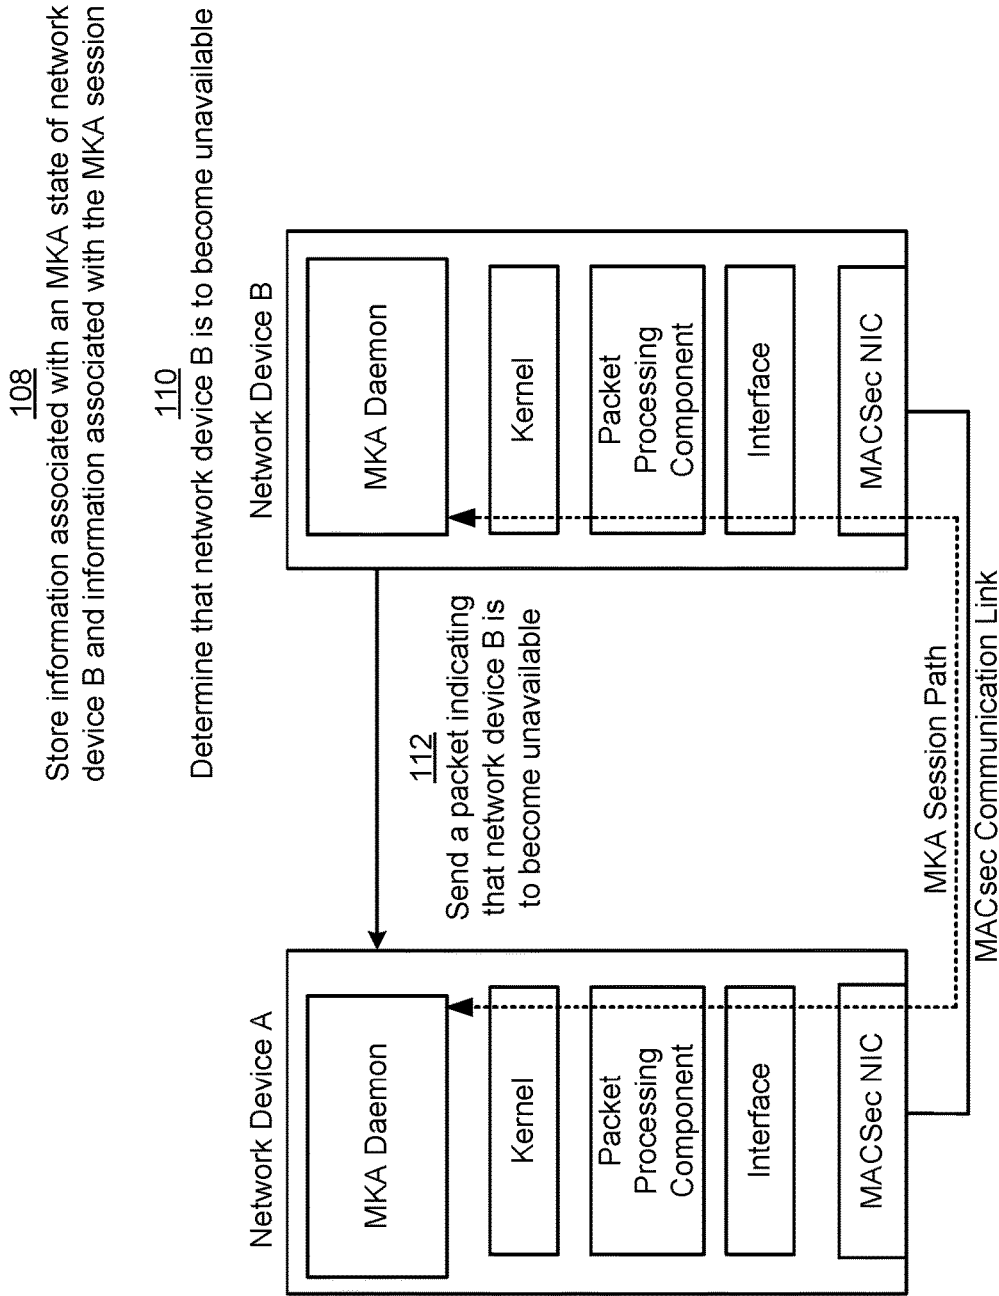 108
Store information associated with an MKA state of network
device B and information associated with the MKA session
110
Determine that network device B is to become unavailable
Network Device A
MKA Daemon
Kernel
Packet
Processing
Component
Interface
MACSec NIC
112
Send a packet indicating
that network device B is
to become unavailable
Network Device B
MKA Daemon
Kernel
Packet
Processing
Component
Interface
MACSec NIC
MKA Session Path
MACsec Communication Link